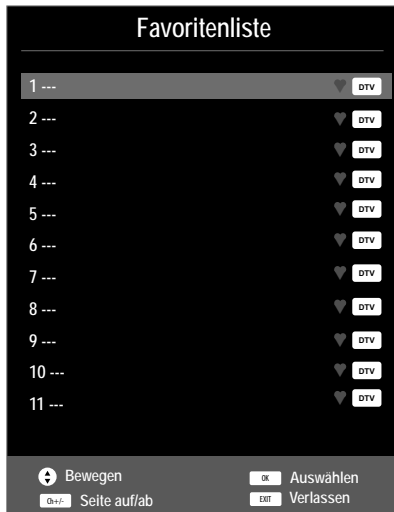 Favoritenliste
1 --- DTV
2 --- DTV
3 --- DTV
4 --- DTV
5 --- DTV
6 --- DTV
7 --- DTV
8 --- DTV
9 --- DTV
10 --- DTV
11 --- DTV
Bewegen OK Auswählen
Ch+/- Seite auf/ab EXIT Verlassen